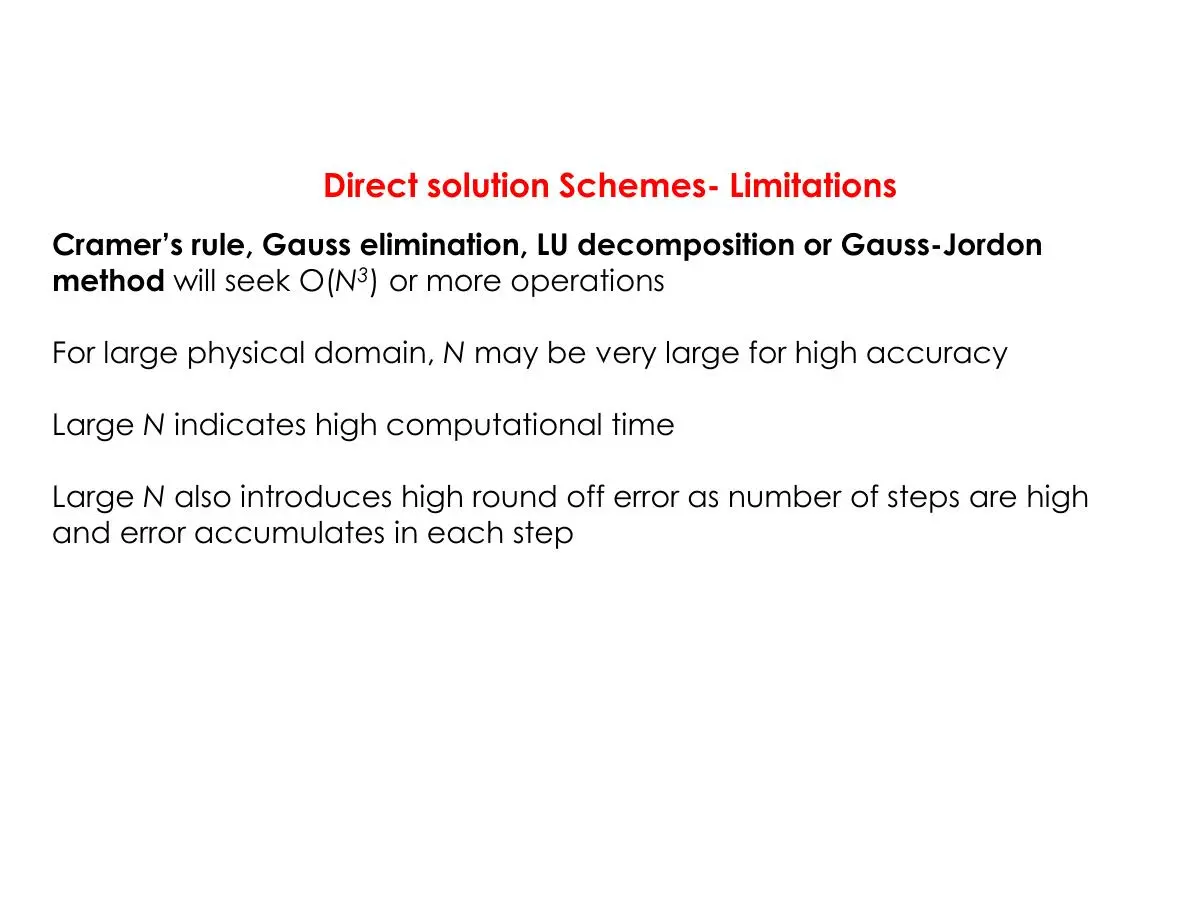 Direct solution Schemes- Limitations
Cramer’s rule, Gauss elimination, LU decomposition or Gauss-Jordon
method will seek O(N³) or more operations
For large physical domain, N may be very large for high accuracy
Large N indicates high computational time
Large N also introduces high round off error as number of steps are high
and error accumulates in each step